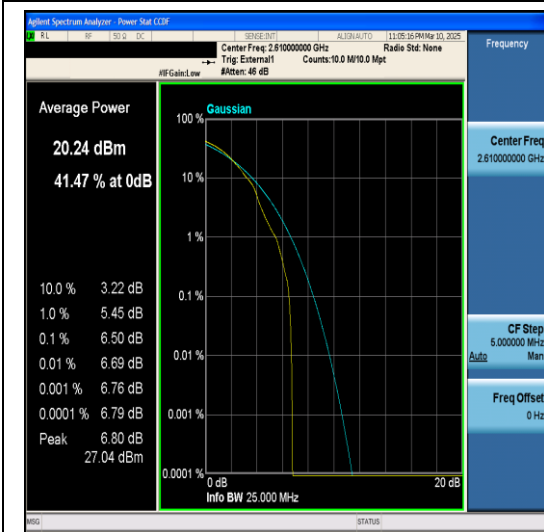 Agilent Spectrum Analyzer - Power Stat CCDF
RL RF 50 Ω DC SENSE:INT ALIGNAUTO 11:05:16 PM Mar 10, 2025
Center Freq: 2.610000000 GHz Radio Std: None
Trig: External1 Counts:10.0 M/10.0 Mpt
#IFGain:Low #Atten: 46 dB
Frequency
Average Power
20.24 dBm
41.47 % at 0dB
10.0 % 3.22 dB
1.0 % 5.45 dB
0.1 % 6.50 dB
0.01 % 6.69 dB
0.001 % 6.76 dB
0.0001 % 6.79 dB
Peak 6.80 dB
27.04 dBm
Gaussian
100 %
10 %
1 %
0.1 %
0.01 %
0.001 %
0.0001 %
0 dB 20 dB
Info BW 25.000 MHz
Center Freq
2.610000000 GHz
CF Step
5.000000 MHz
Auto Man
Freq Offset
0 Hz
MSG STATUS